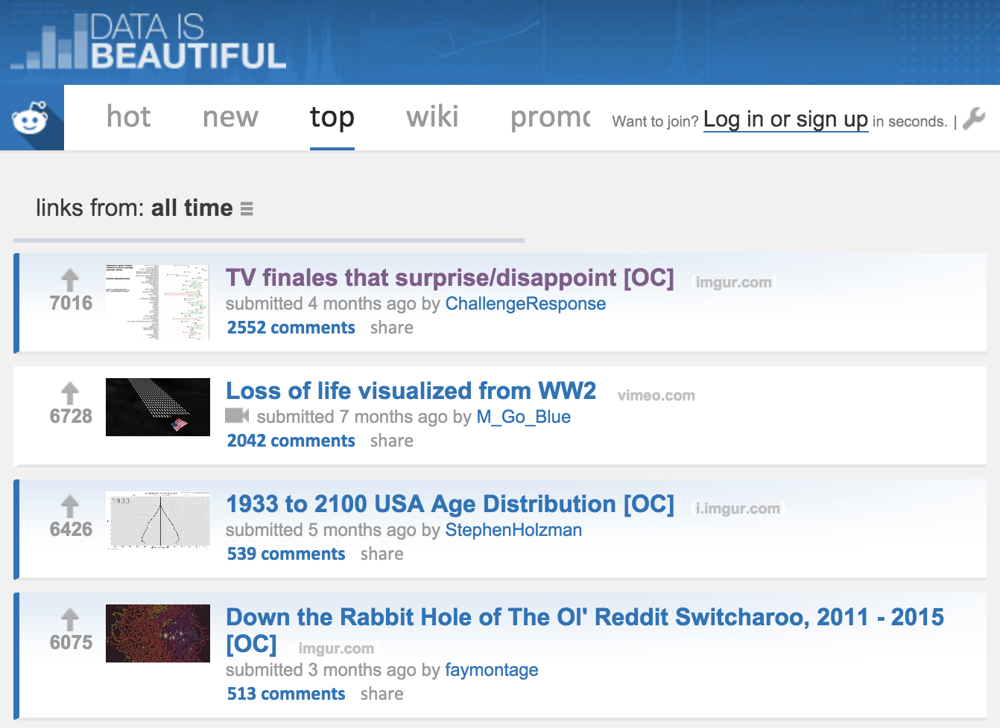 DATA IS
BEAUTIFUL
hot new top wiki promo Want to join? Log in or sign up in seconds. |
links from: all time
7016
TV finales that surprise/disappoint [OC] (imgur.com)
submitted 4 months ago by ChallengeResponse
2552 comments share
6728
Loss of life visualized from WW2 vimeo.com
submitted 7 months ago by M_Go_Blue
2042 comments share
6426
1933
1933 to 2100 USA Age Distribution [OC] (i.imgur.com)
submitted 5 months ago by StephenHolzman
539 comments share
6075
Down the Rabbit Hole of The Ol' Reddit Switcharoo, 2011 - 2015
[OC] (imgur.com)
submitted 3 months ago by faymontage
513 comments share